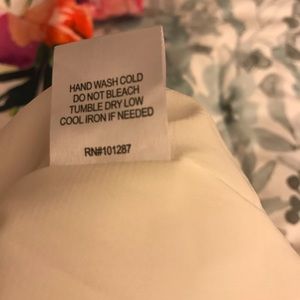 HAND WASH COLD
DO NOT BLEACH
TUMBLE DRY LOW
COOL IRON IF NEEDED
RN#101287